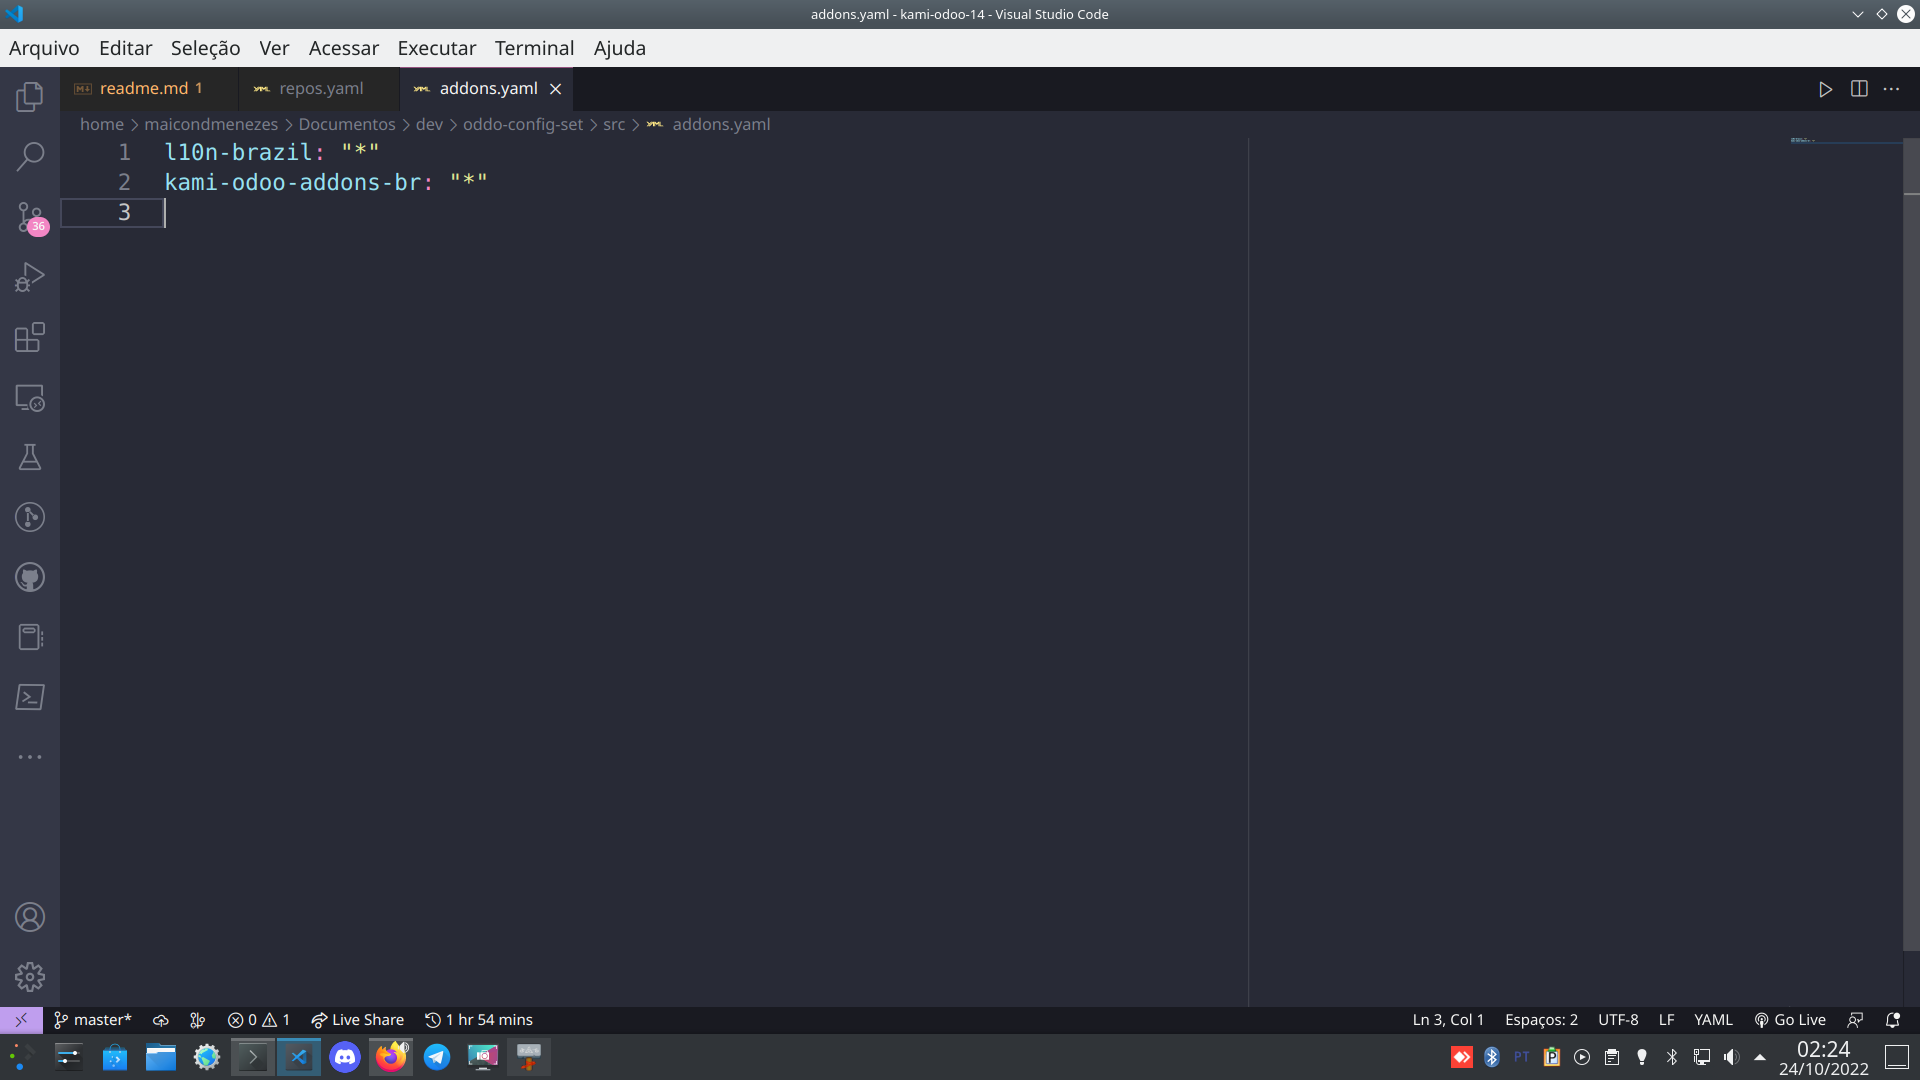 addons.yaml - kami-odoo-14 - Visual Studio Code
Arquivo Editar Seleção Ver Acessar Executar Terminal Ajuda
readme.md 1 repos.yaml addons.yaml
home > maicondmenezes > Documentos > dev > oddo-config-set > src > addons.yaml
1 l10n-brazil: "*"
2 kami-odoo-addons-br: "*"
3
36
master* 0 1 Live Share 1 hr 54 mins Ln 3, Col 1 Espaços: 2 UTF-8 LF YAML Go Live
PT 02:24
24/10/2022